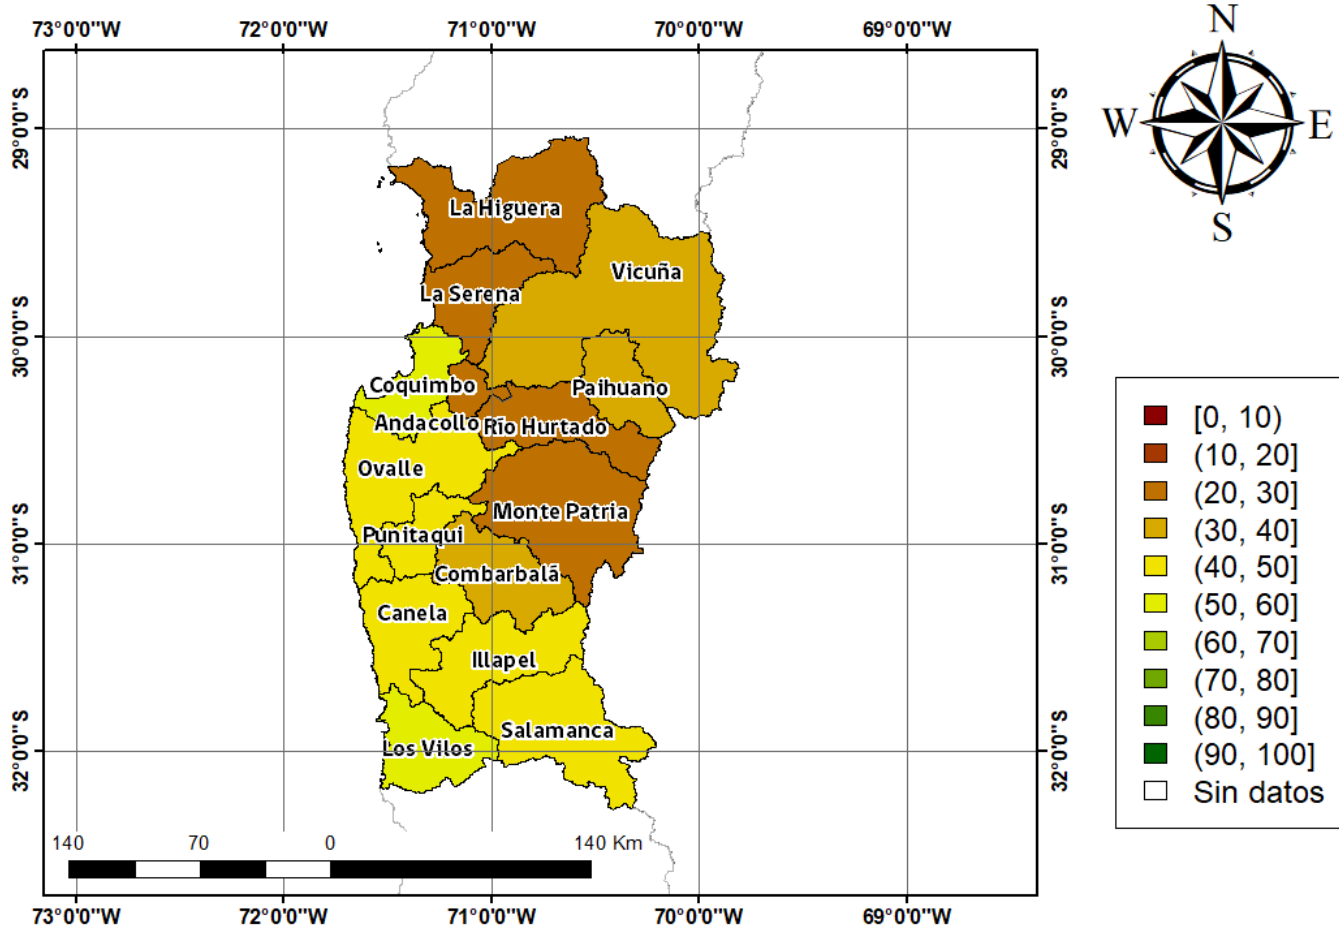 73°0'0"W 72°0'0"W 71°0'0"W 70°0'0"W 69°0'0"W
N
W E
S
29°0'0"S 29°0'0"S
La Higuera
Vicuña
La Serena
30°0'0"S 30°0'0"S
Coquimbo Paihuano
Andacollo Río Hurtado
Ovalle
Monte Patria
Punitaqui
31°0'0"S 31°0'0"S
Combarbalá
Canela
Illapel
Salamanca
Los Vilos
32°0'0"S 32°0'0"S
140 70 0 140 Km
73°0'0"W 72°0'0"W 71°0'0"W 70°0'0"W 69°0'0"W
[0, 10)
(10, 20]
(20, 30]
(30, 40]
(40, 50]
(50, 60]
(60, 70]
(70, 80]
(80, 90]
(90, 100]
Sin datos